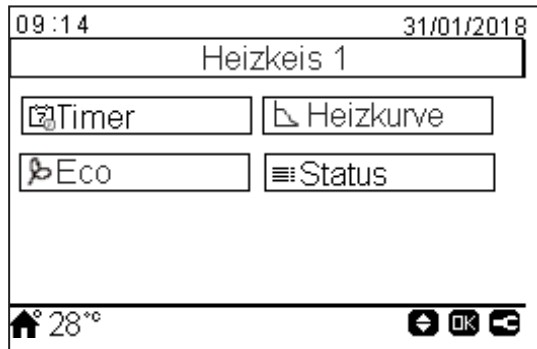 09:14 31/01/2018
Heizkeis 1
Timer Heizkurve
Eco Status
28°c OK